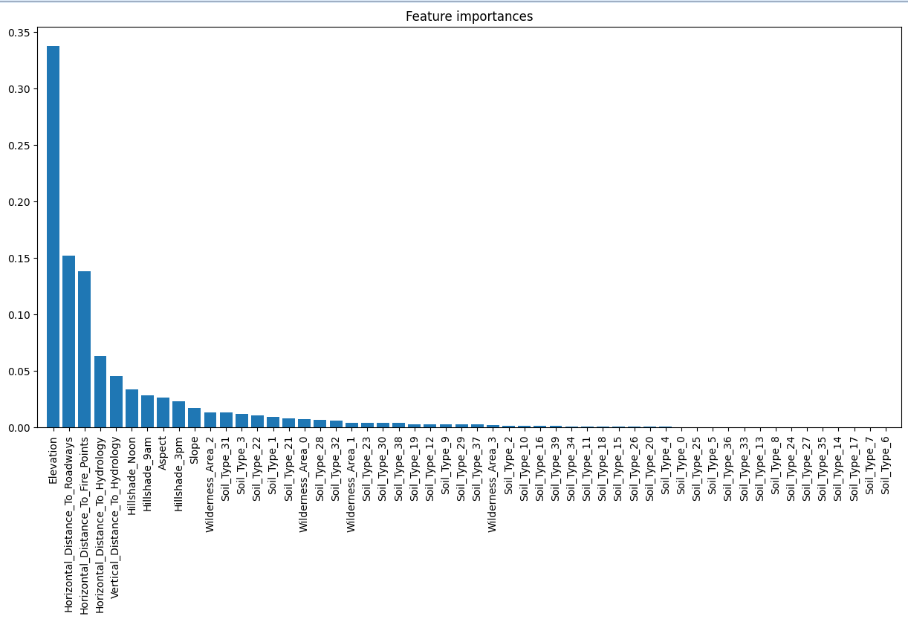 Feature importances
0.35
0.30
0.25
0.20
0.15
0.10
0.05
0.00
Elevation
Horizontal_Distance_To_Roadways
Horizontal_Distance_To_Fire_Points
Horizontal_Distance_To_Hydrology
Vertical_Distance_To_Hydrology
Hillshade_Noon
Hillshade_9am
Aspect
Hillshade_3pm
Slope
Wilderness_Area_2
Soil_Type_31
Soil_Type_3
Soil_Type_22
Soil_Type_1
Soil_Type_21
Wilderness_Area_0
Soil_Type_28
Soil_Type_32
Wilderness_Area_1
Soil_Type_23
Soil_Type_30
Soil_Type_38
Soil_Type_19
Soil_Type_12
Soil_Type_9
Soil_Type_29
Soil_Type_37
Wilderness_Area_3
Soil_Type_2
Soil_Type_10
Soil_Type_16
Soil_Type_39
Soil_Type_34
Soil_Type_11
Soil_Type_18
Soil_Type_15
Soil_Type_26
Soil_Type_20
Soil_Type_4
Soil_Type_0
Soil_Type_25
Soil_Type_5
Soil_Type_36
Soil_Type_33
Soil_Type_13
Soil_Type_8
Soil_Type_24
Soil_Type_27
Soil_Type_35
Soil_Type_14
Soil_Type_17
Soil_Type_7
Soil_Type_6